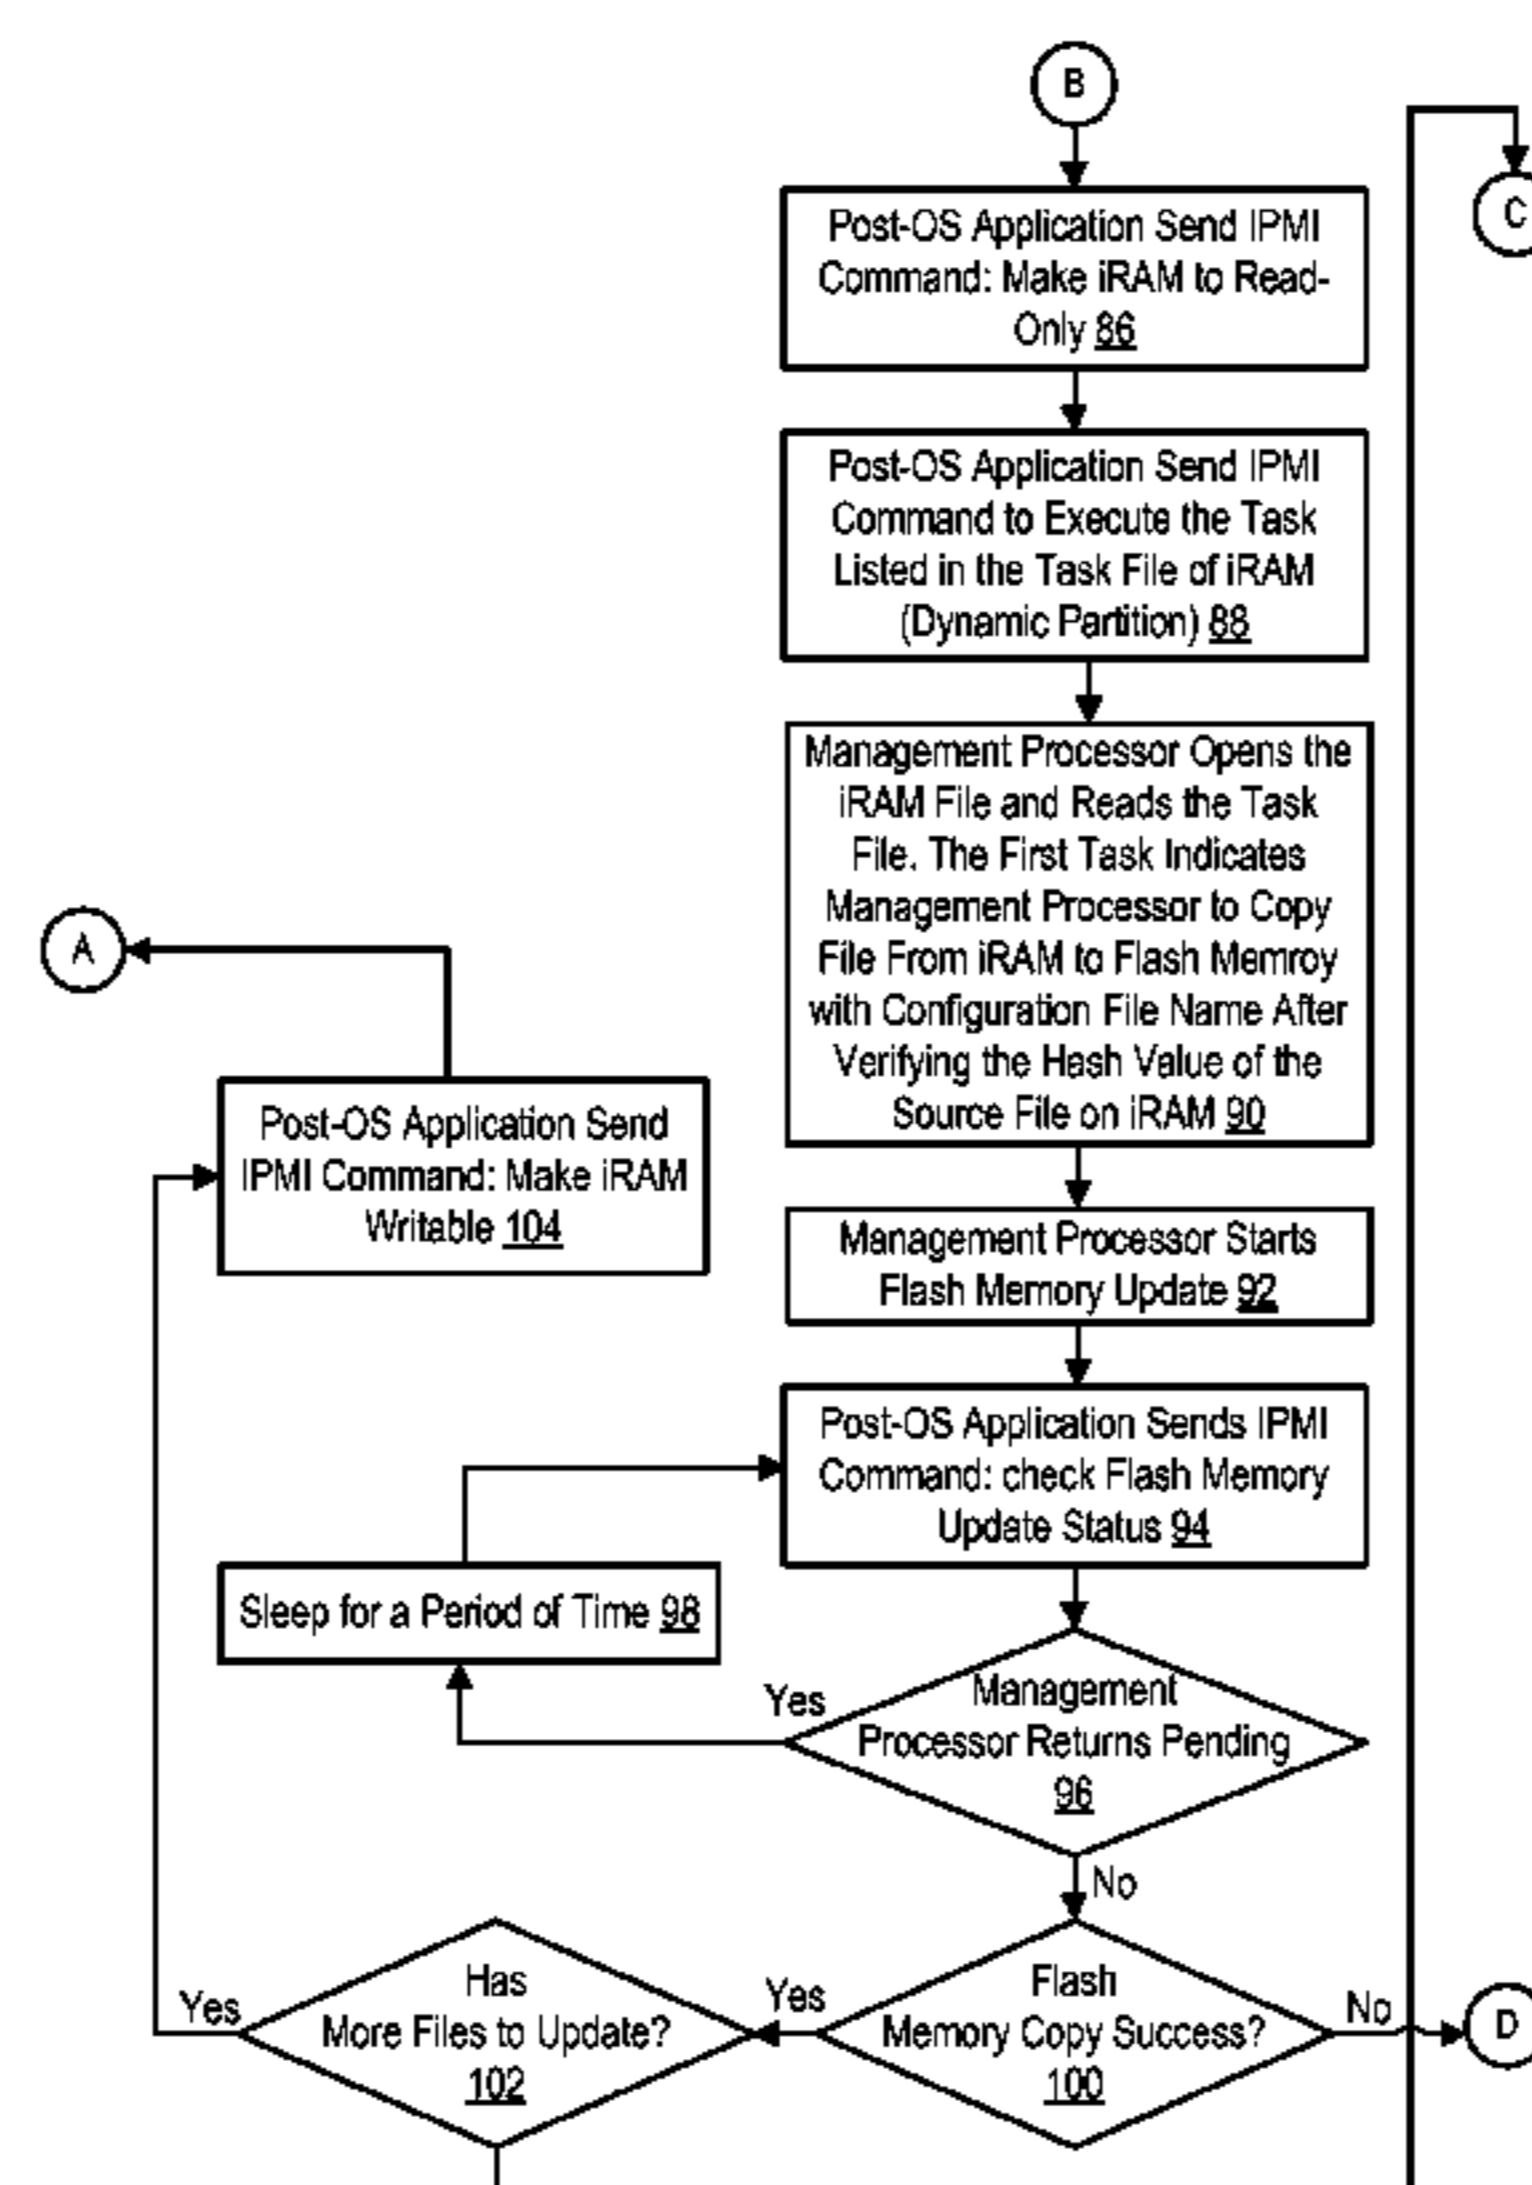 B
C
Post-OS Application Send IPMI
Command: Make iRAM to Read-
Only 86
Post-OS Application Send IPMI
Command to Execute the Task
Listed in the Task File of iRAM
(Dynamic Partition) 88
Management Processor Opens the
iRAM File and Reads the Task
File. The First Task Indicates
Management Processor to Copy
File From iRAM to Flash Memroy
with Configuration File Name After
Verifying the Hash Value of the
Source File on iRAM 90
A
Post-OS Application Send
IPMI Command: Make iRAM
Writable 104
Management Processor Starts
Flash Memory Update 92
Post-OS Application Sends IPMI
Command: check Flash Memory
Update Status 94
Sleep for a Period of Time 98
Yes
Management
Processor Returns Pending
96
No
Yes
Has
More Files to Update?
102
Yes
Flash
Memory Copy Success?
100
No
D